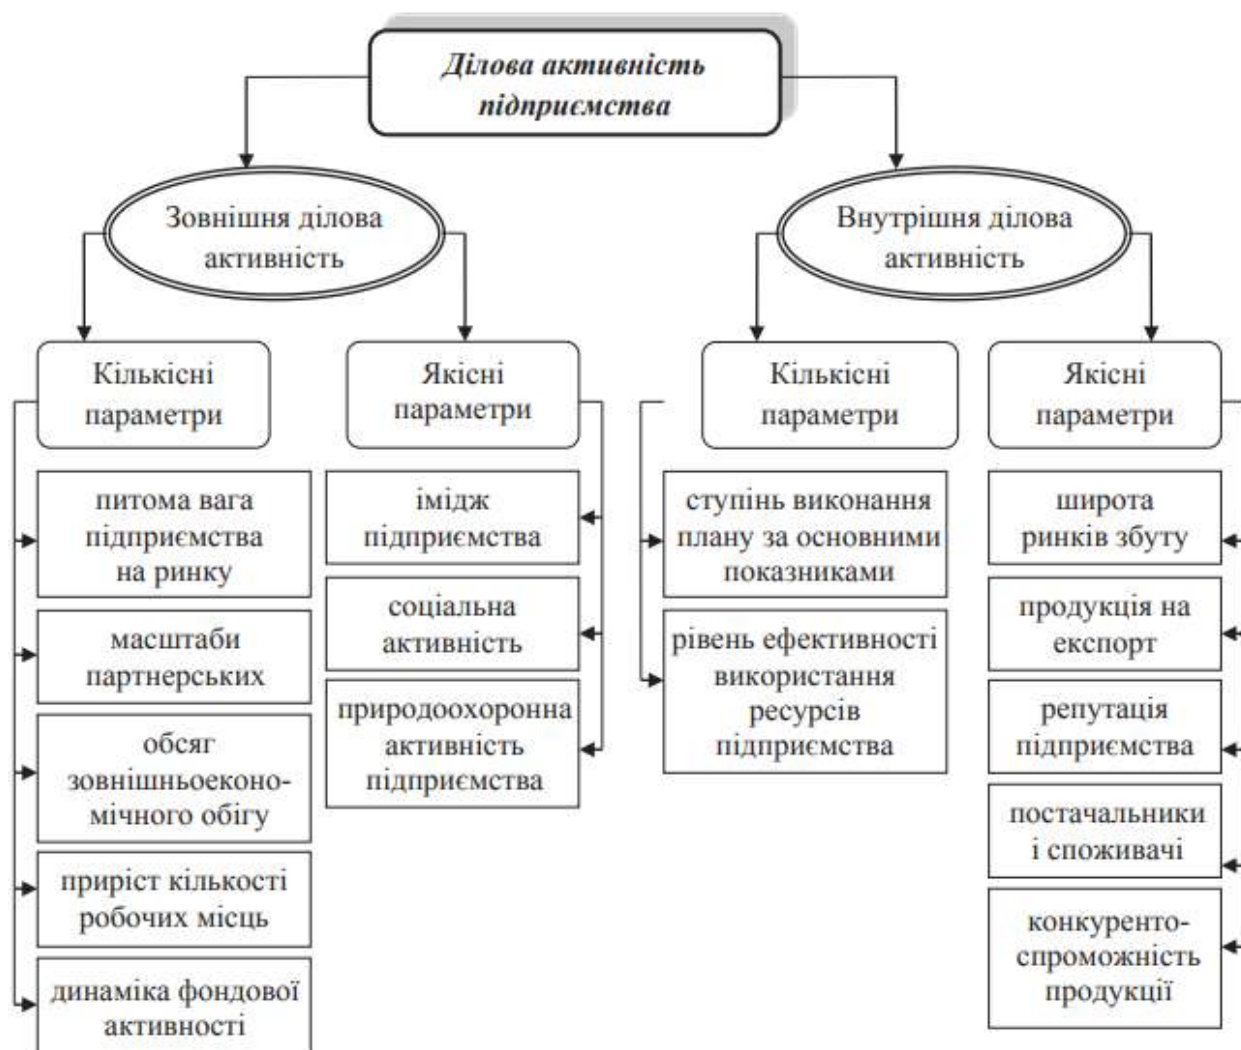 Ділова активність
підприємства
Зовнішня ділова
активність
Внутрішня ділова
активність
Кількісні
параметри
Якісні
параметри
Кількісні
параметри
Якісні
параметри
питома вага
підприємства
на ринку
масштаби
партнерських
обсяг
зовнішньоеконо-
мічного обігу
приріст кількості
робочих місць
динаміка фондової
активності
імідж
підприємства
соціальна
активність
природоохоронна
активність
підприємства
ступінь виконання
плану за основними
показниками
рівень ефективності
використання
ресурсів
підприємства
широта
ринків збуту
продукція на
експорт
репутація
підприємства
постачальники
і споживачі
конкуренто-
спроможність
продукції